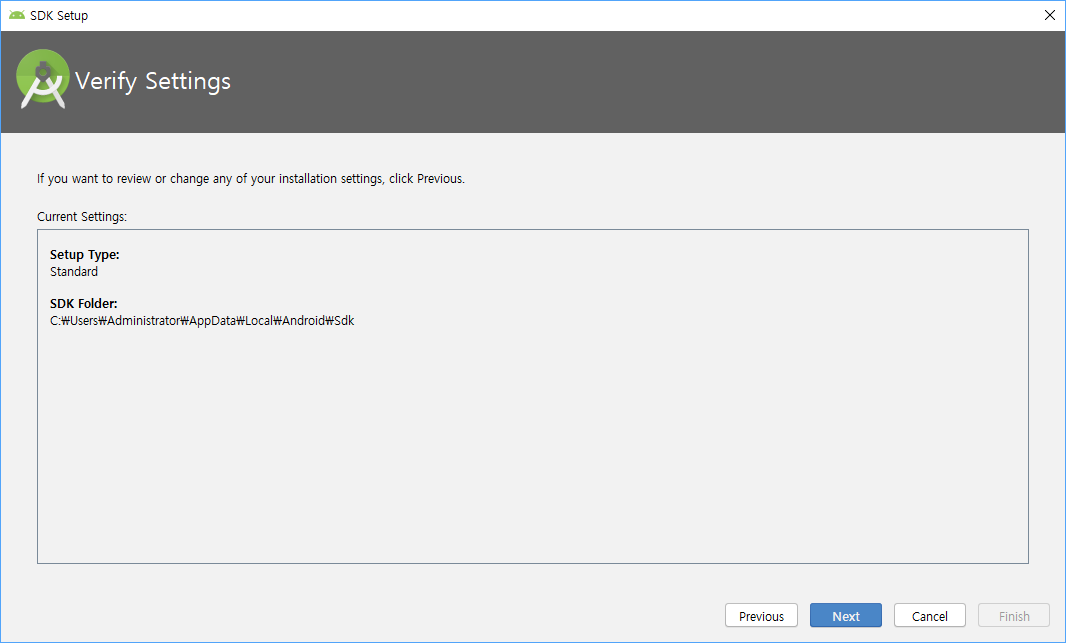 SDK Setup
Verify Settings
If you want to review or change any of your installation settings, click Previous.
Current Settings:
Setup Type:
Standard
SDK Folder:
C:₩Users₩Administrator₩AppData₩Local₩Android₩Sdk
Previous
Next
Cancel
Finish